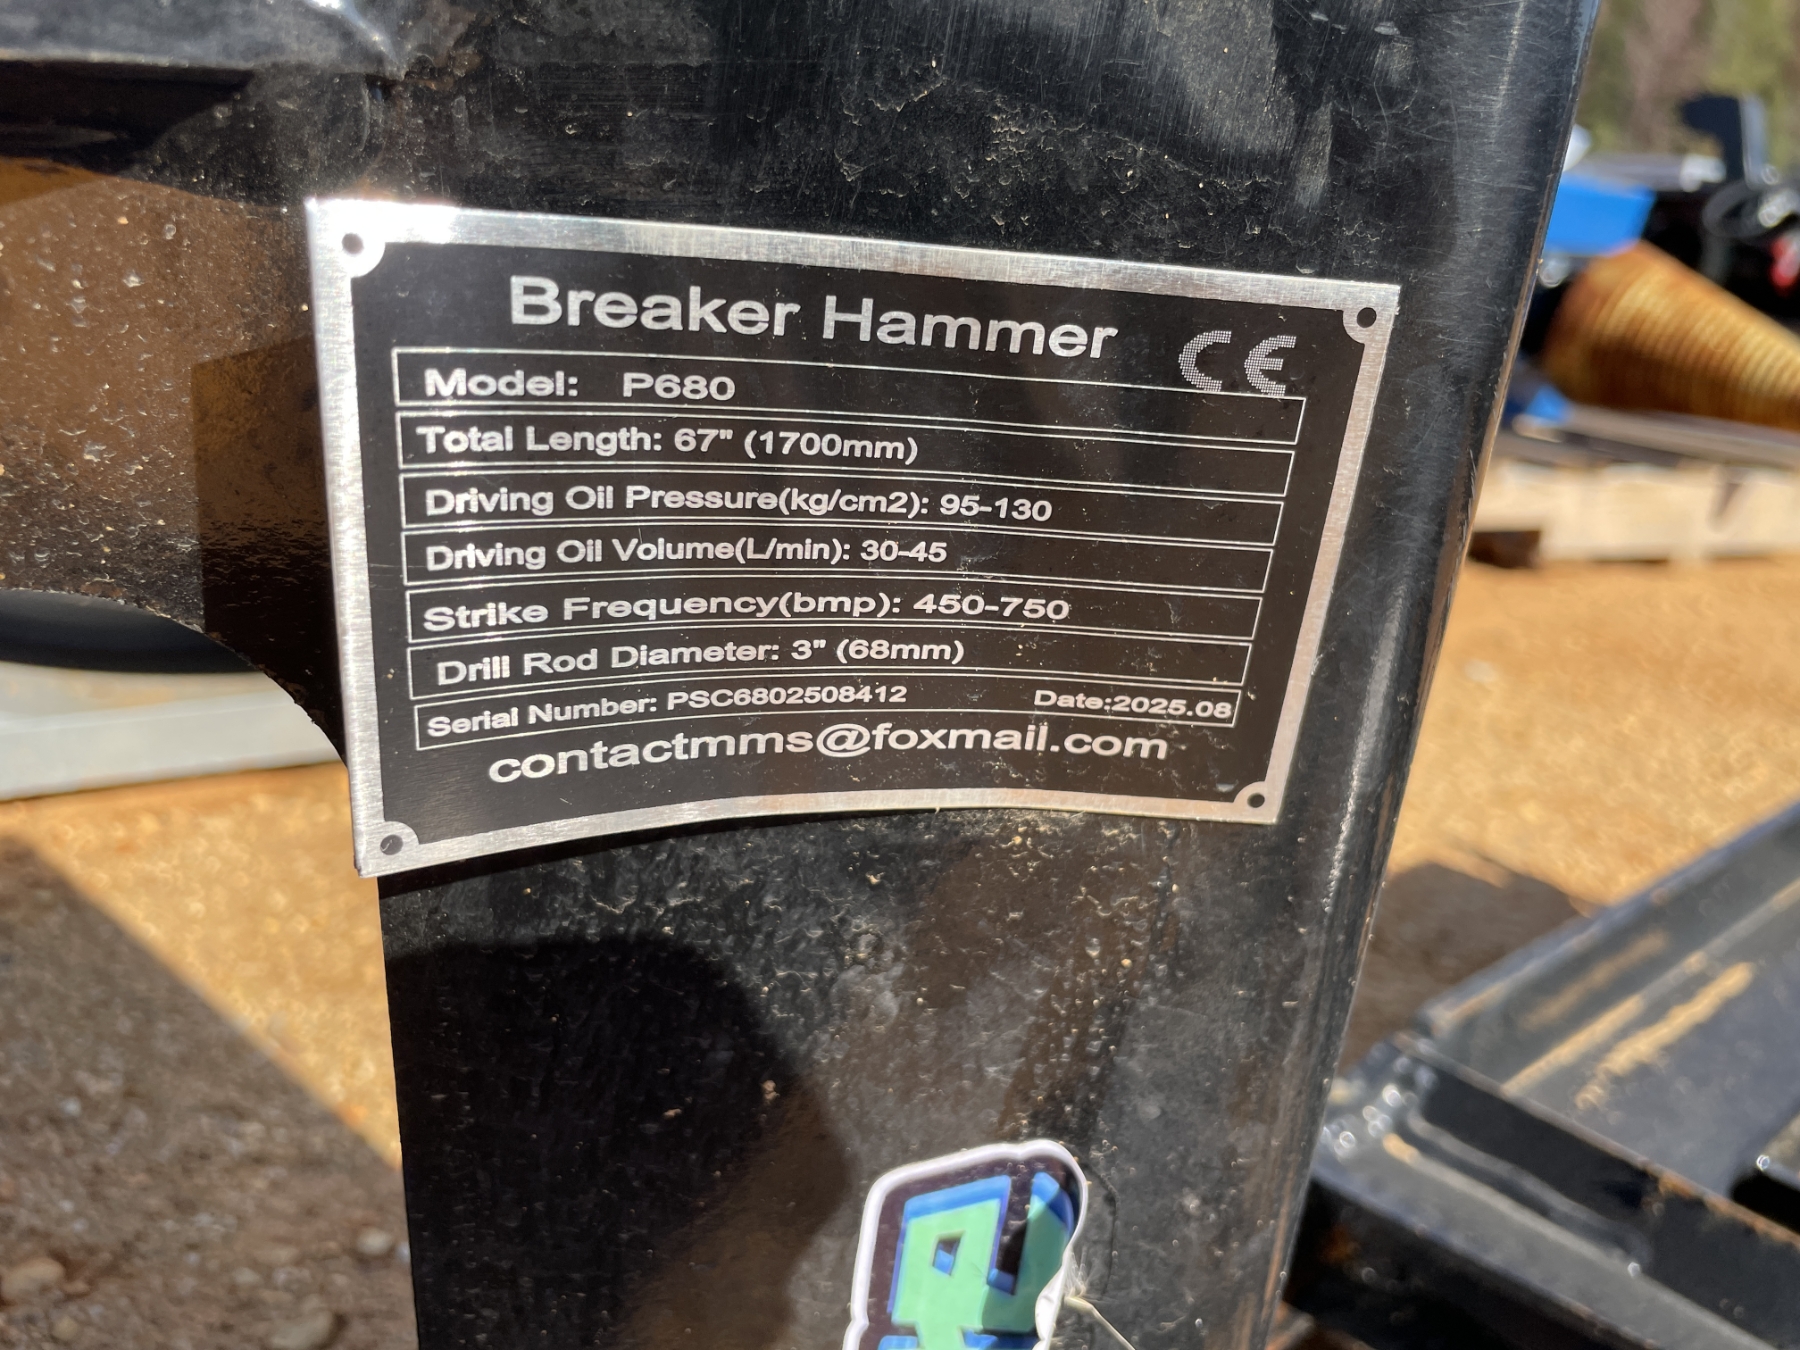 Breaker Hammer CE
Model: P680
Total Length: 67" (1700mm)
Driving Oil Pressure(kg/cm2): 95-130
Driving Oil Volume(L/min): 30-45
Strike Frequency(bmp): 450-750
Drill Rod Diameter: 3" (68mm)
Serial Number: PSC6802508412 Date:2025.08
contactmms@foxmail.com